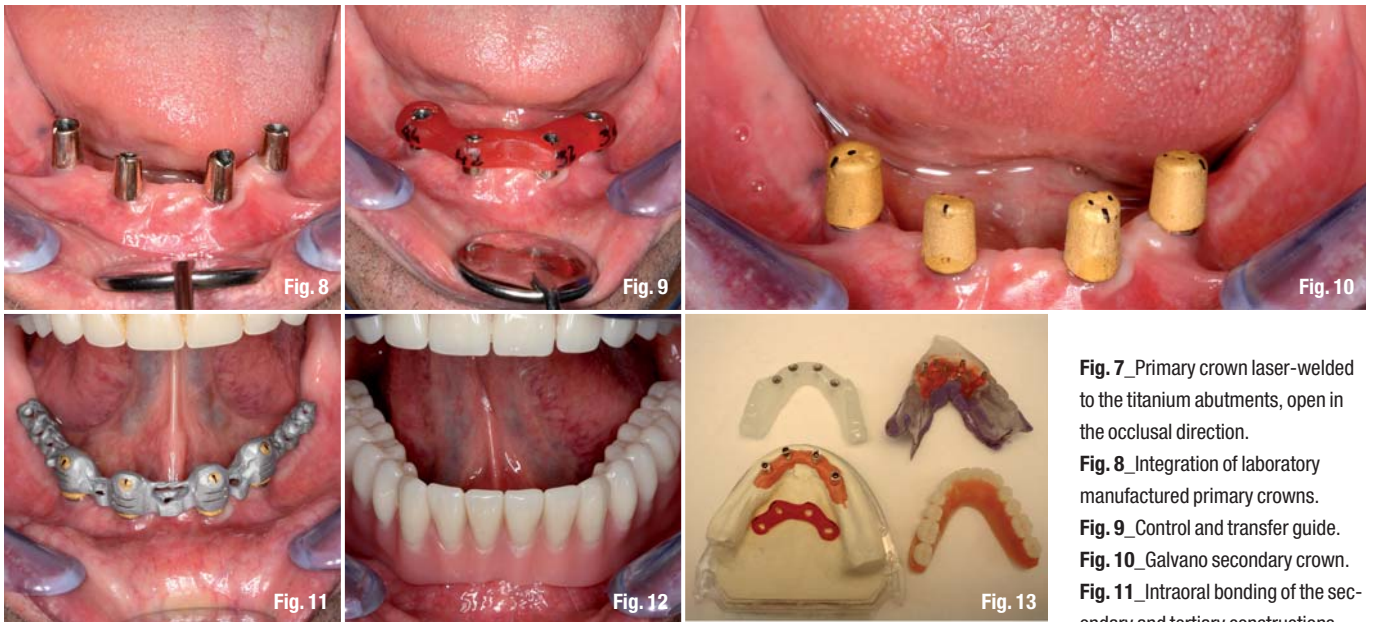 Fig. 8
Fig. 9
Fig. 10
Fig. 11
Fig. 12
Fig. 13
Fig. 7_Primary crown laser-welded
to the titanium abutments, open in
the occlusal direction.
Fig. 8_Integration of laboratory
manufactured primary crowns.
Fig. 9_Control and transfer guide.
Fig. 10_Galvano secondary crown.
Fig. 11_Intraoral bonding of the sec-